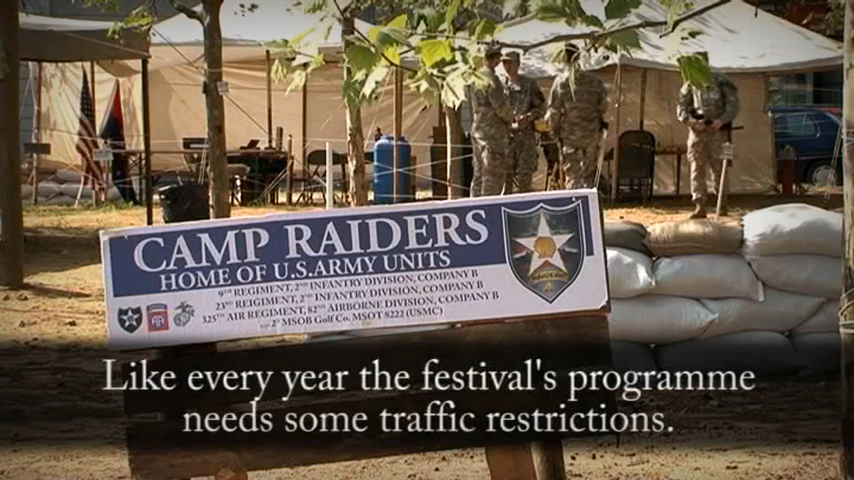 CAMP RAIDERS
HOME OF U.S.ARMY UNITS
9TH REGIMENT, 2ND INFANTRY DIVISION, COMPANY B
23RD REIGIMENT, 2ND INFANTRY DIVISION, COMPANY B
325TH AIR REGIMENT, 82ND AIRBORNE DIVISION, COMPANY B
2ND MSOB Golf Co. MSOT 8222 (USMC)
RAIDERS
Like every year the festival's programme
needs some traffic restrictions.